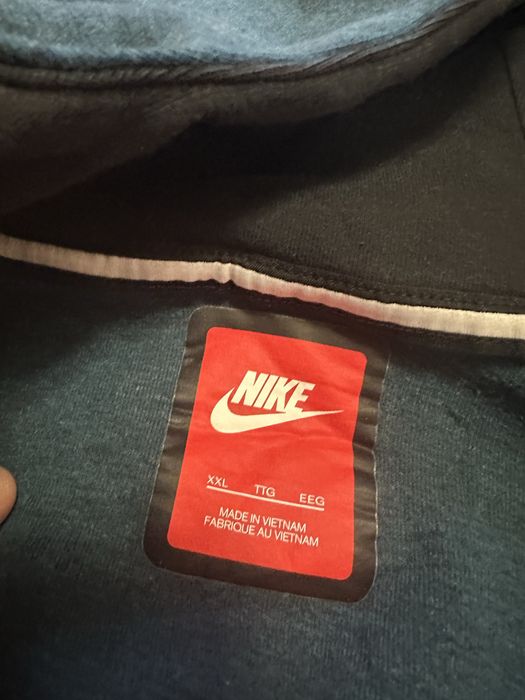 NIKE
XXL TTG EEG
MADE IN VIETNAM
FABRIQUE AU VIETNAM